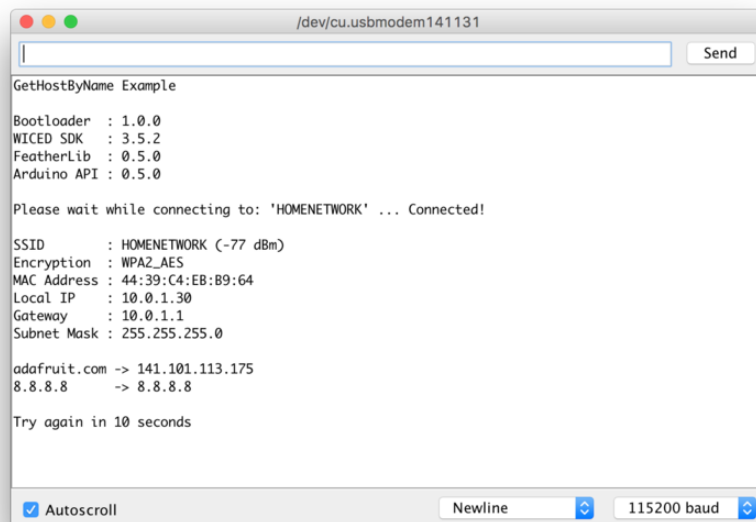 /dev/cu.usbmodem141131
Send
GetHostByName Example
Bootloader  : 1.0.0
WICED SDK   : 3.5.2
FeatherLib  : 0.5.0
Arduino API : 0.5.0
Please wait while connecting to: 'HOMENETWORK' ... Connected!
SSID        : HOMENETWORK (-77 dBm)
Encryption  : WPA2_AES
MAC Address : 44:39:C4:EB:B9:64
Local IP    : 10.0.1.30
Gateway     : 10.0.1.1
Subnet Mask : 255.255.255.0
adafruit.com -> 141.101.113.175
8.8.8.8      -> 8.8.8.8
Try again in 10 seconds
Autoscroll Newline 115200 baud